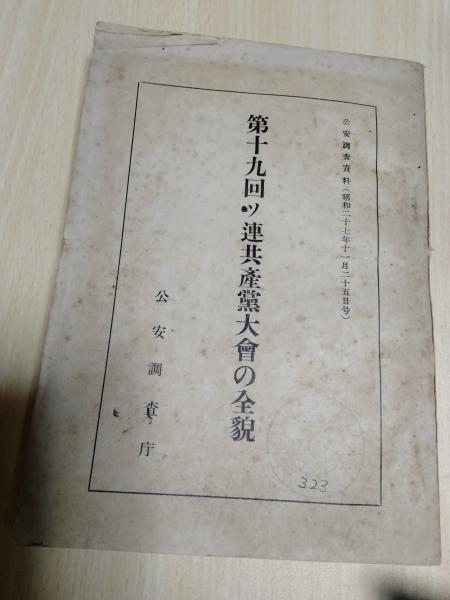 公安調査資料(昭和二十七年十一月二十五日号)
第十九回ソ連共産黨大會の全貌
公安調査庁
323